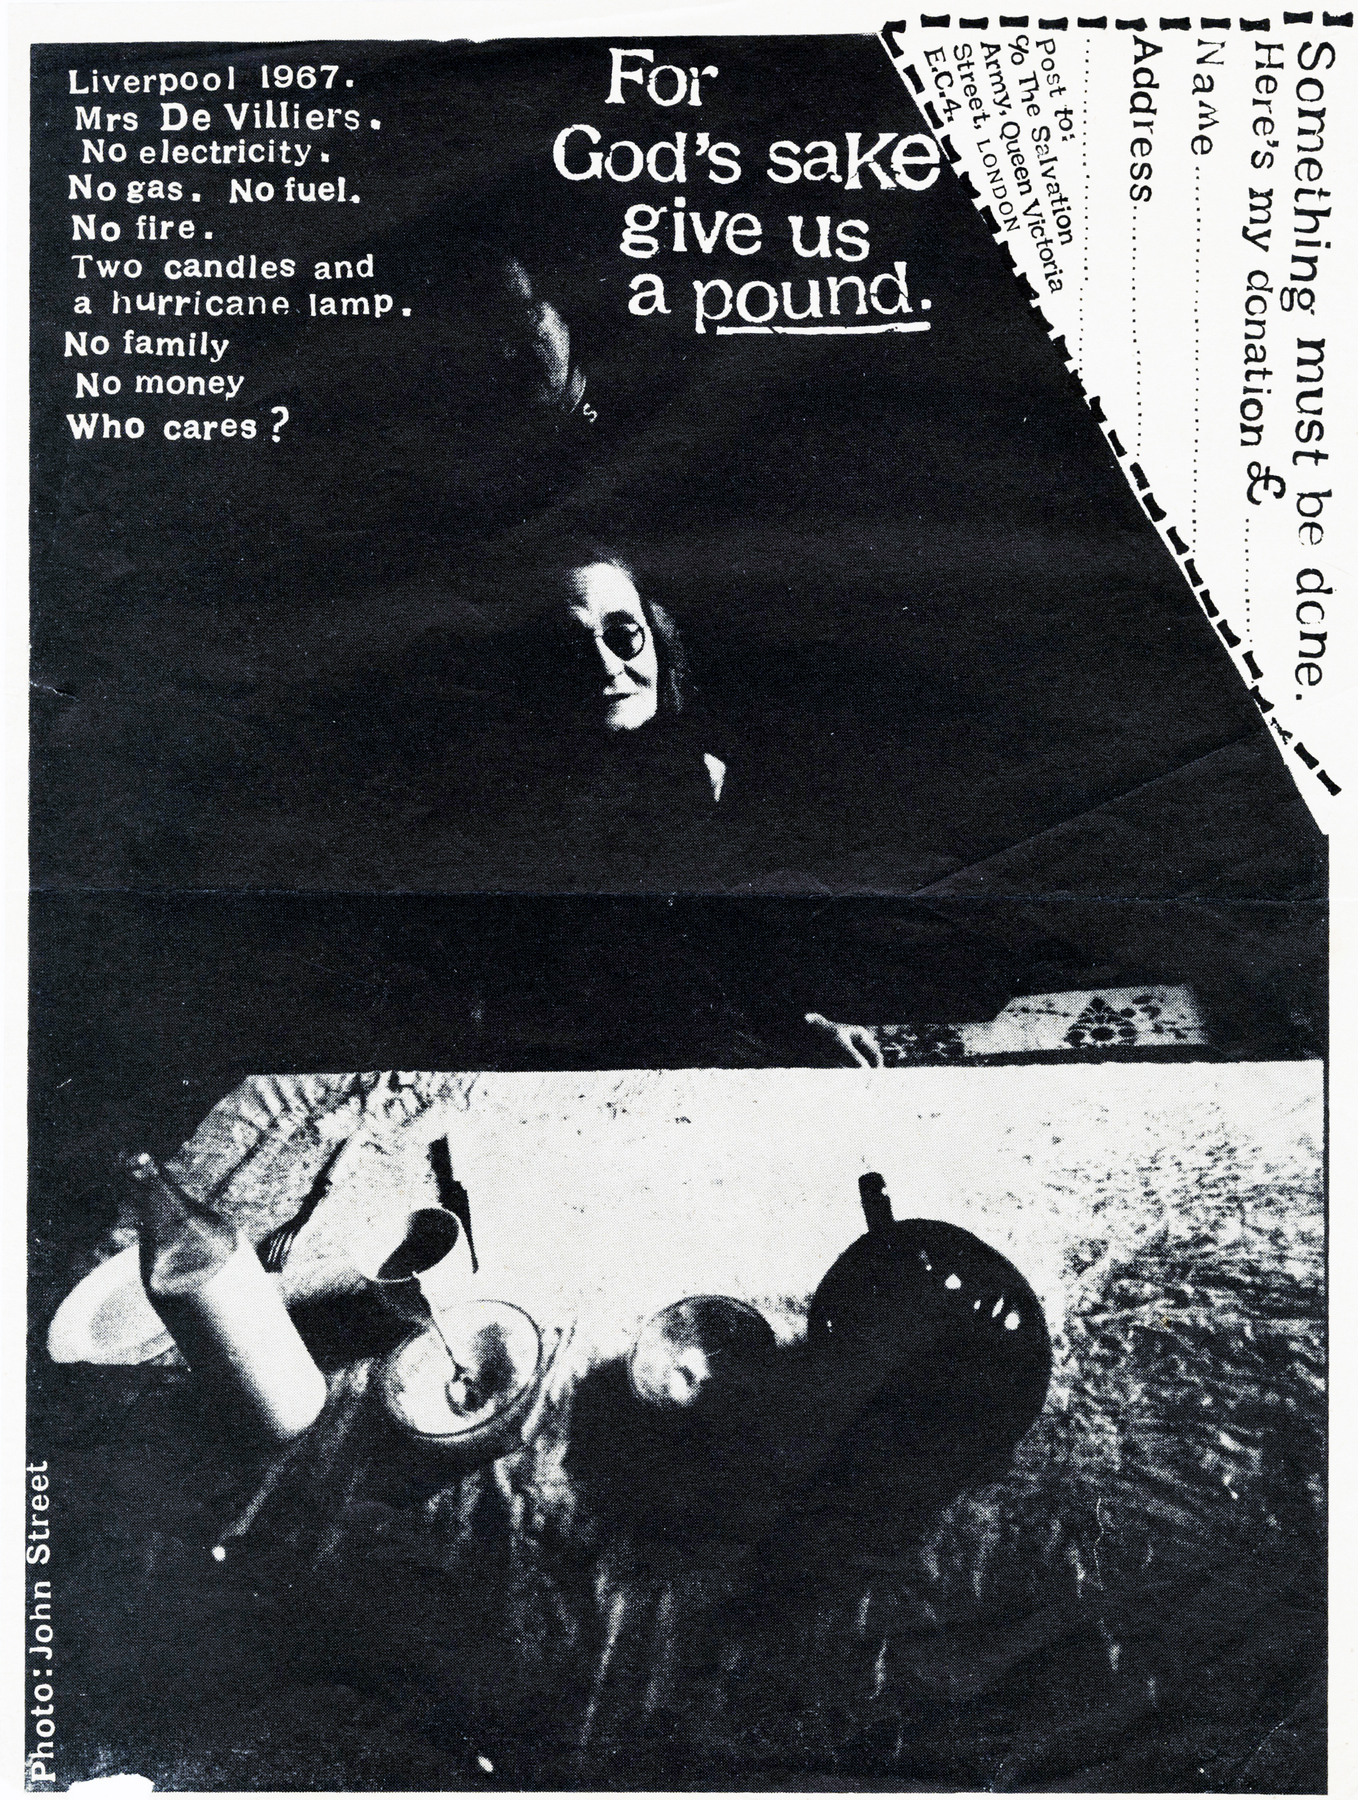 Liverpool 1967.
Mrs De Villiers.
No electricity.
No gas. No fuel.
No fire.
Two candles and
a hurricane lamp.
No family
No money
Who cares?
For
God's sake
give us
a pound.
Something must be done.
Here's my donation £..........
Name..............................
Address....................
....................
Post to:
c/o The Salvation
Army, Queen Victoria
Street, LONDON
E.C.4.
Photo: John Street